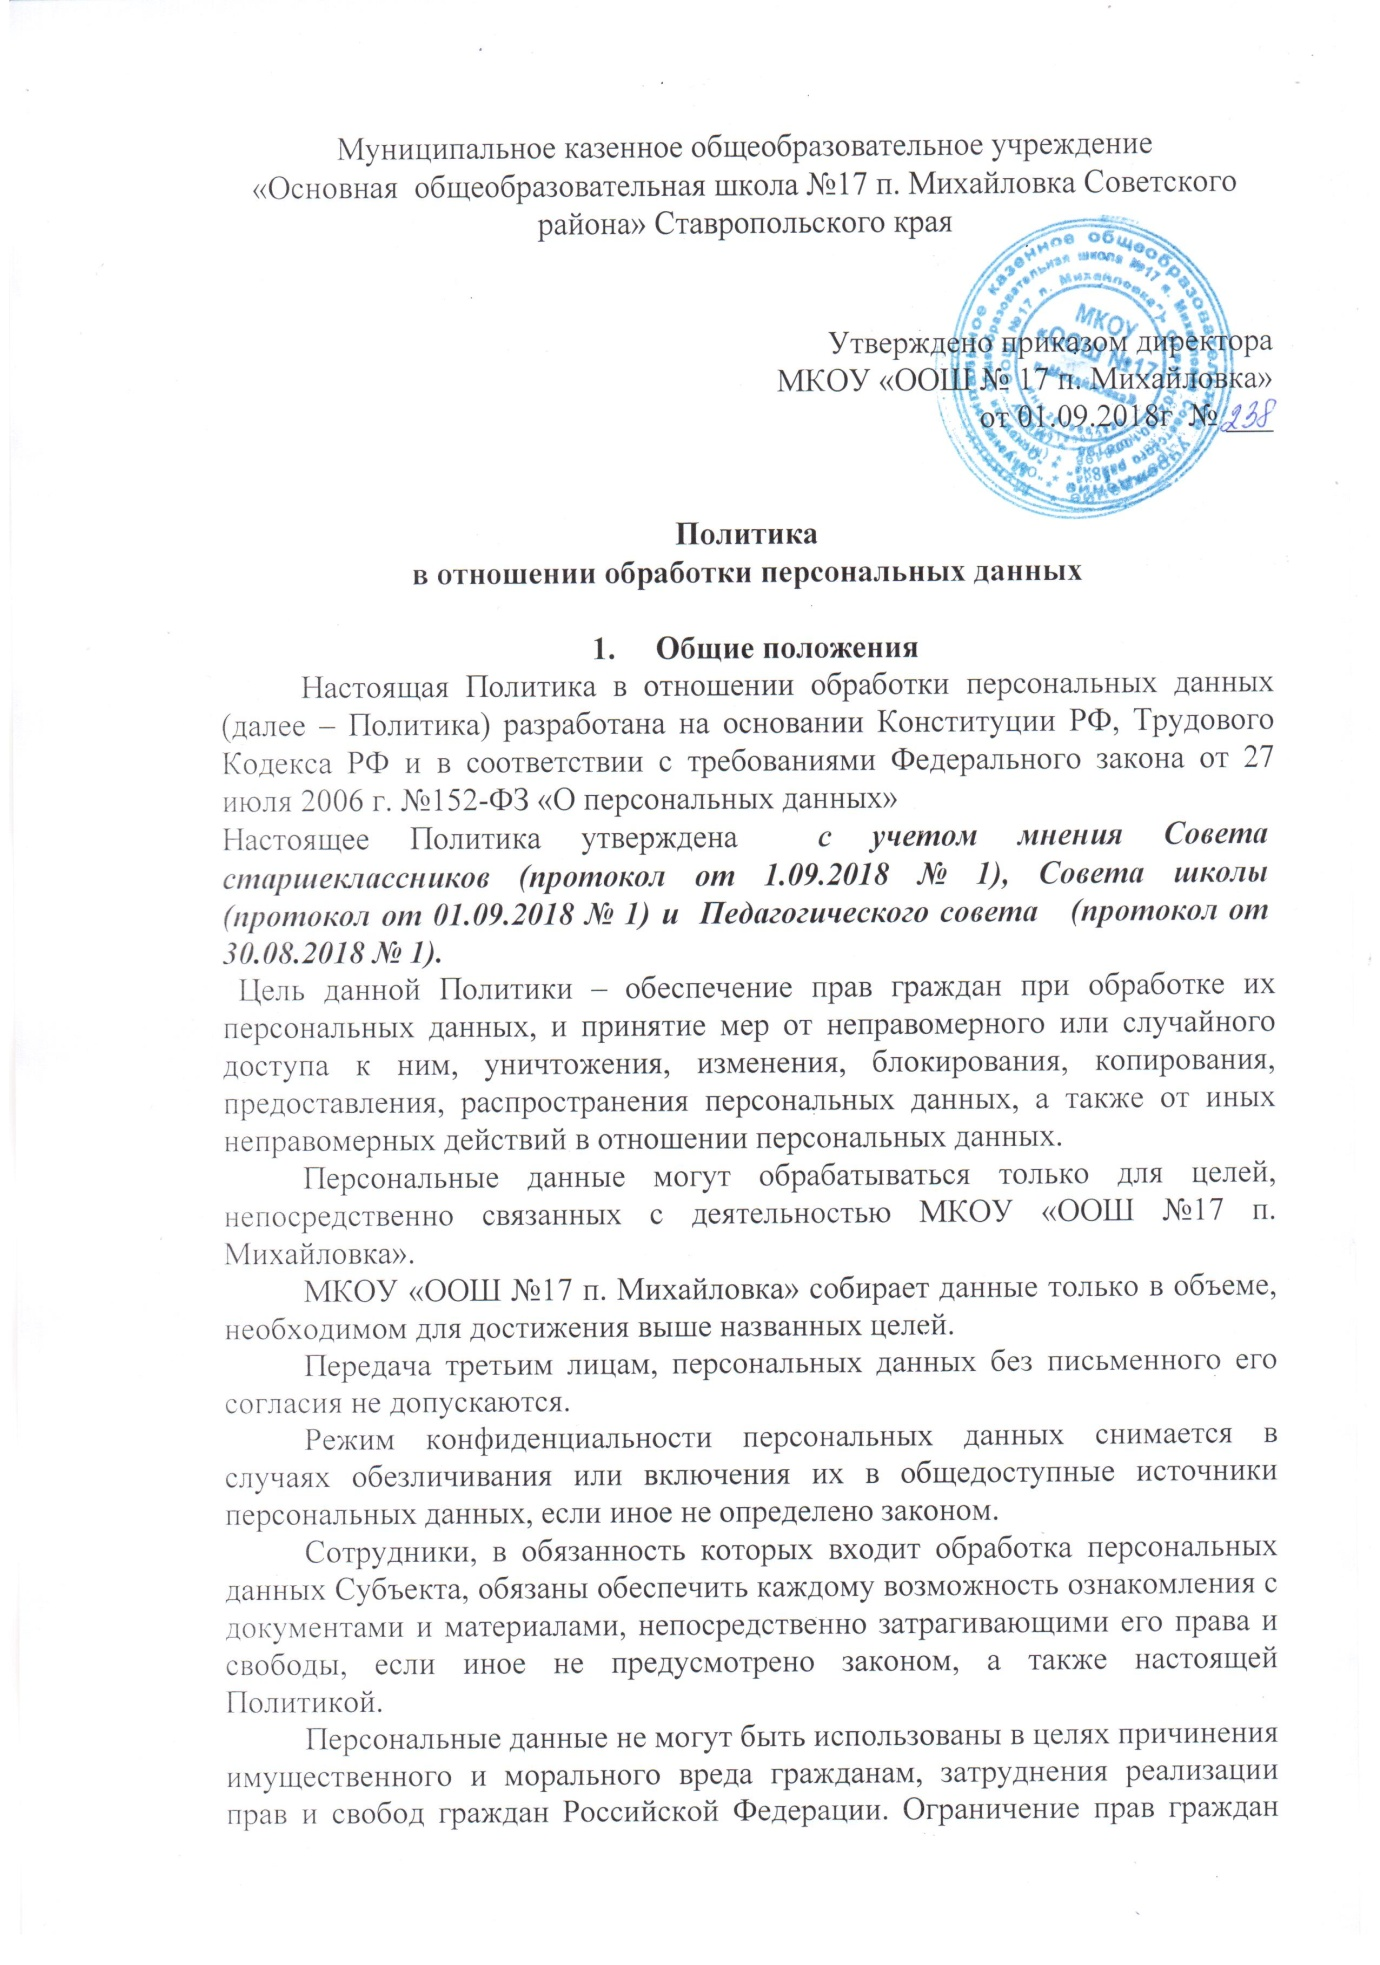 Муниципальное казенное общеобразовательное учреждение
«Основная  общеобразовательная школа №17 п. Михайловка Советского
района» Ставропольского края
МКОУ
«ООШ №17
Утверждено приказом директора
МКОУ «ООШ № 17 п. Михайловка»
от 01.09.2018г  № 238
Политика
в отношении обработки персональных данных
1. Общие положения
Настоящая Политика в отношении обработки персональных данных
(далее – Политика) разработана на основании Конституции РФ, Трудового
Кодекса РФ и в соответствии с требованиями Федерального закона от 27
июля 2006 г. №152-ФЗ «О персональных данных»
Настоящее Политика утверждена с учетом мнения Совета
старшеклассников (протокол от 1.09.2018 № 1), Совета школы
(протокол от 01.09.2018 № 1) и Педагогического совета (протокол от
30.08.2018 № 1).
Цель данной Политики – обеспечение прав граждан при обработке их
персональных данных, и принятие мер от неправомерного или случайного
доступа к ним, уничтожения, изменения, блокирования, копирования,
предоставления, распространения персональных данных, а также от иных
неправомерных действий в отношении персональных данных.
Персональные данные могут обрабатываться только для целей,
непосредственно связанных с деятельностью МКОУ «ООШ №17 п.
Михайловка».
МКОУ «ООШ №17 п. Михайловка» собирает данные только в объеме,
необходимом для достижения выше названных целей.
Передача третьим лицам, персональных данных без письменного его
согласия не допускаются.
Режим конфиденциальности персональных данных снимается в
случаях обезличивания или включения их в общедоступные источники
персональных данных, если иное не определено законом.
Сотрудники, в обязанность которых входит обработка персональных
данных Субъекта, обязаны обеспечить каждому возможность ознакомления с
документами и материалами, непосредственно затрагивающими его права и
свободы, если иное не предусмотрено законом, а также настоящей
Политикой.
Персональные данные не могут быть использованы в целях причинения
имущественного и морального вреда гражданам, затруднения реализации
прав и свобод граждан Российской Федерации. Ограничение прав граждан